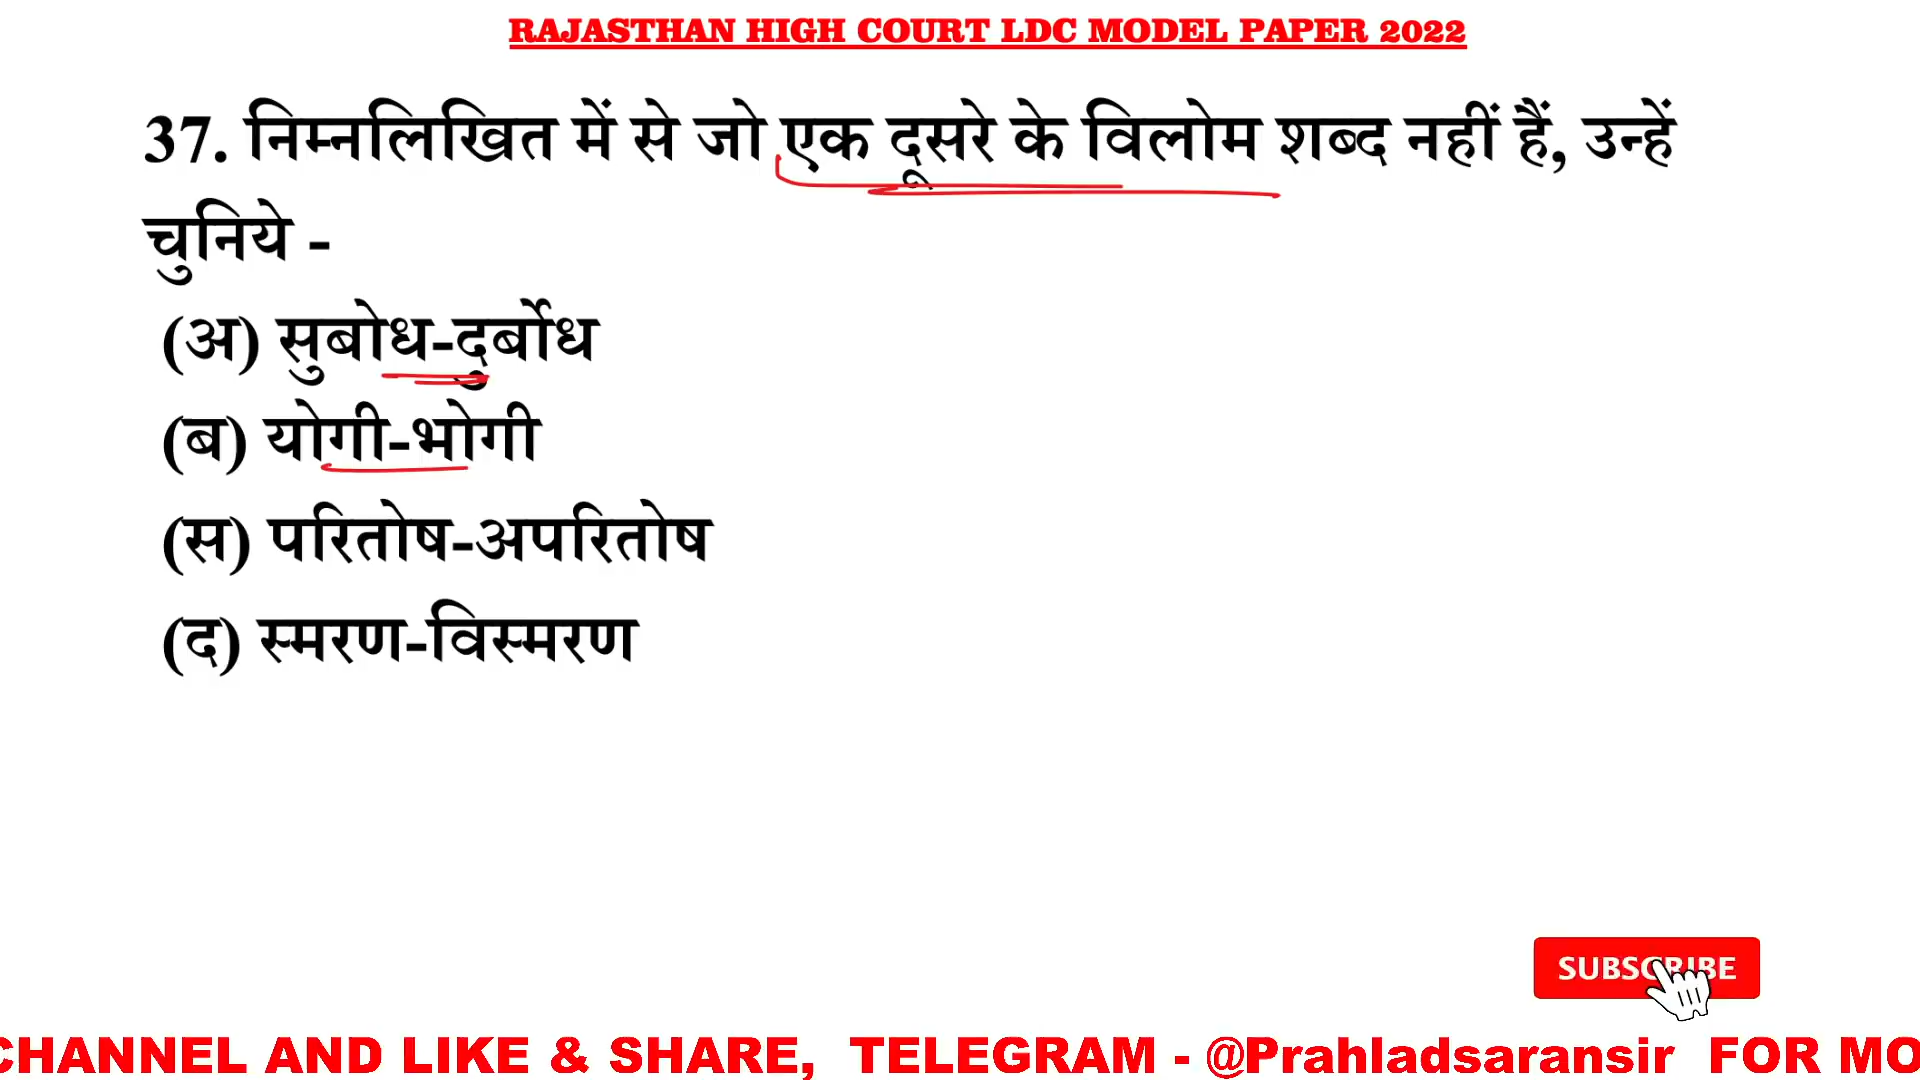 RAJASTHAN HIGH COURT LDC MODEL PAPER 2022
37. निम्नलिखित में से जो एक दूसरे के विलोम शब्द नहीं हैं, उन्हें
चुनिये -
(अ) सुबोध-दुर्बोध
(ब) योगी-भोगी
(स) परितोष-अपरितोष
(द) स्मरण-विस्मरण
SUBSCRIBE
CHANNEL AND LIKE & SHARE, TELEGRAM - @Prahladsaransir FOR MO